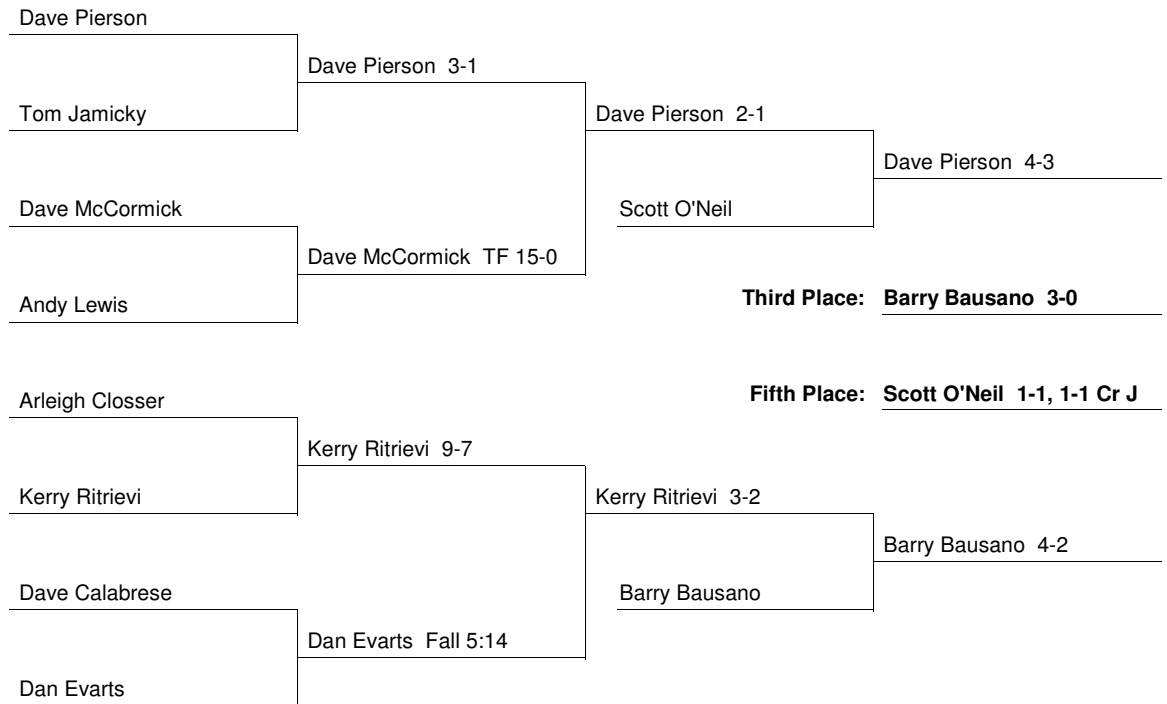 Dave Pierson
Dave Pierson 3-1
Tom Jamicky
Dave Pierson 2-1
Dave Pierson 4-3
Dave McCormick
Scott O'Neil
Dave McCormick TF 15-0
Andy Lewis
Third Place: Barry Bausano 3-0
Fifth Place: Scott O'Neil 1-1, 1-1 Cr J
Arleigh Closser
Kerry Ritrievi 9-7
Kerry Ritrievi
Kerry Ritrievi 3-2
Barry Bausano 4-2
Dave Calabrese
Barry Bausano
Dan Evarts Fall 5:14
Dan Evarts